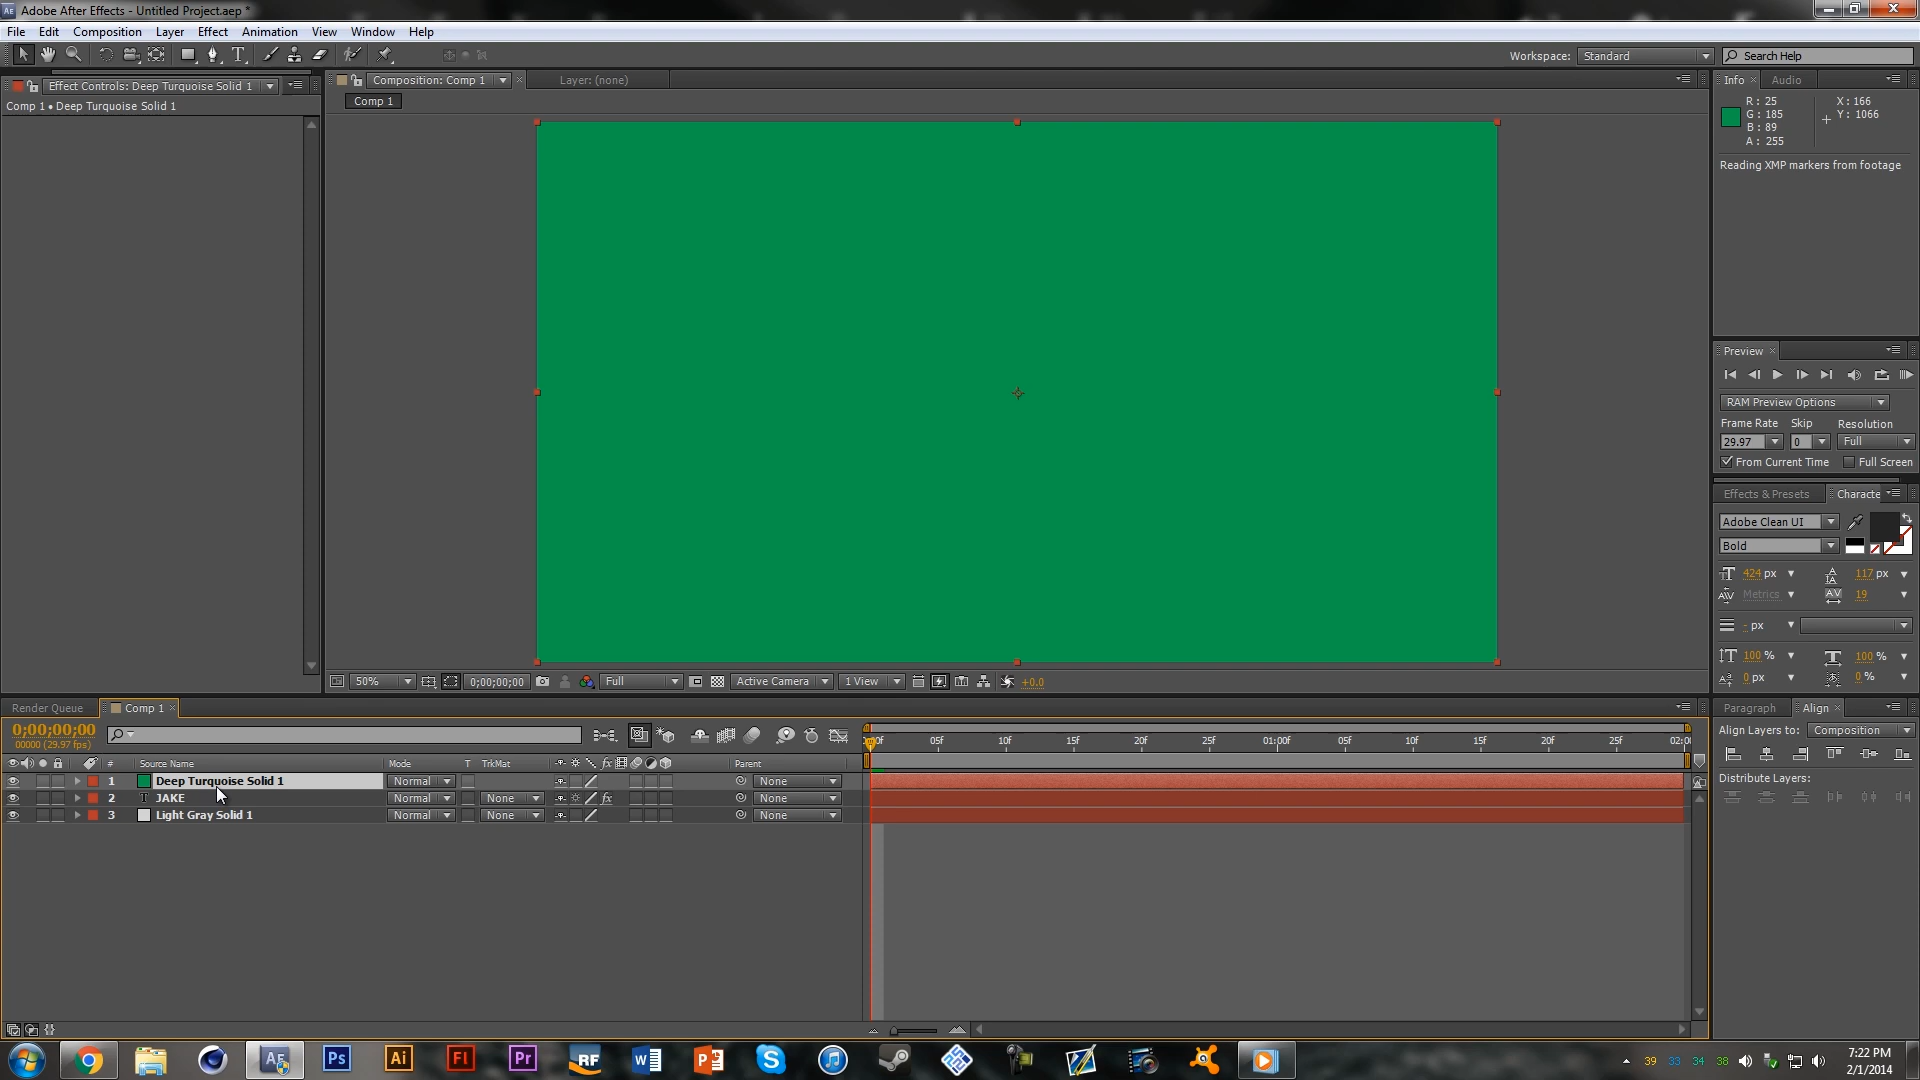 Adobe After Effects - Untitled Project.aep *
File Edit Composition Layer Effect Animation View Window Help
Workspace: Standard Search Help
Effect Controls: Deep Turquoise Solid 1
Comp 1 • Deep Turquoise Solid 1
Composition: Comp 1 Layer: (none)
Comp 1
Info Audio
R: 25 X: 166
G: 185 Y: 1066
B: 89
A: 255
Reading XMP markers from footage
Preview
RAM Preview Options
Frame Rate Skip Resolution
29.97 0 Full
From Current Time Full Screen
Effects & Presets Characte
Adobe Clean UI
Bold
424 px 117 px
Metrics 19
- px
100 % 100 %
0 px 0 %
50% 0;00;00;00 Full Active Camera 1 View +0.0
Render Queue Comp 1
0;00;00;00
00000 (29.97 fps)
05f 10f 15f 20f 25f 01:00f 05f 10f 15f 20f 25f 02:0
# Source Name Mode T TrkMat Parent
1 Deep Turquoise Solid 1 Normal None
2 T JAKE Normal None None
3 Light Gray Solid 1 Normal None None
Paragraph Align
Align Layers to: Composition
Distribute Layers:
Ae Ps Ai Fl Pr RF
39 33 34 38
7:22 PM
2/1/2014